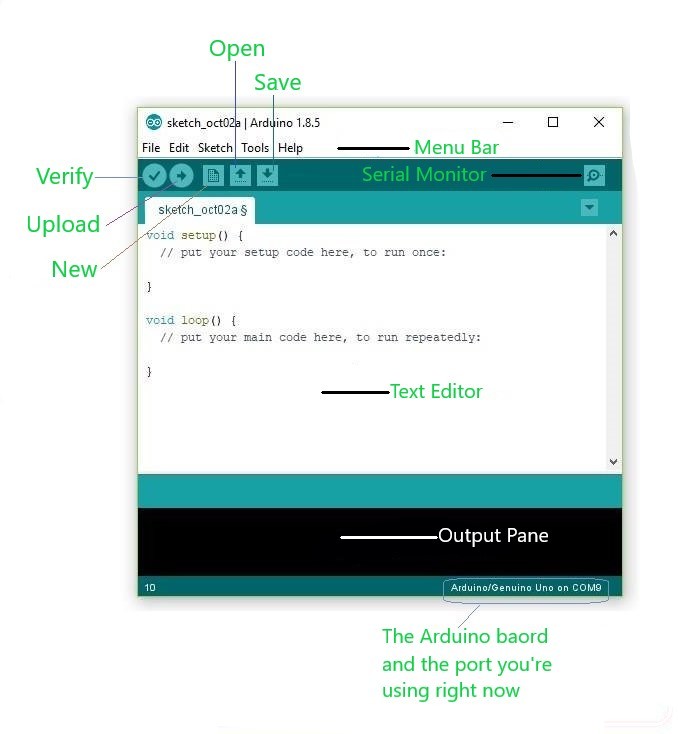 Open
Save
sketch_oct02a | Arduino 1.8.5
File Edit Sketch Tools Help
Menu Bar
Verify
Serial Monitor
Upload
sketch_oct02a §
New
void setup() {
// put your setup code here, to run once:
}
void loop() {
// put your main code here, to run repeatedly:
}
Text Editor
Output Pane
10
Arduino/Genuino Uno on COM9
The Arduino baord
and the port you're
using right now